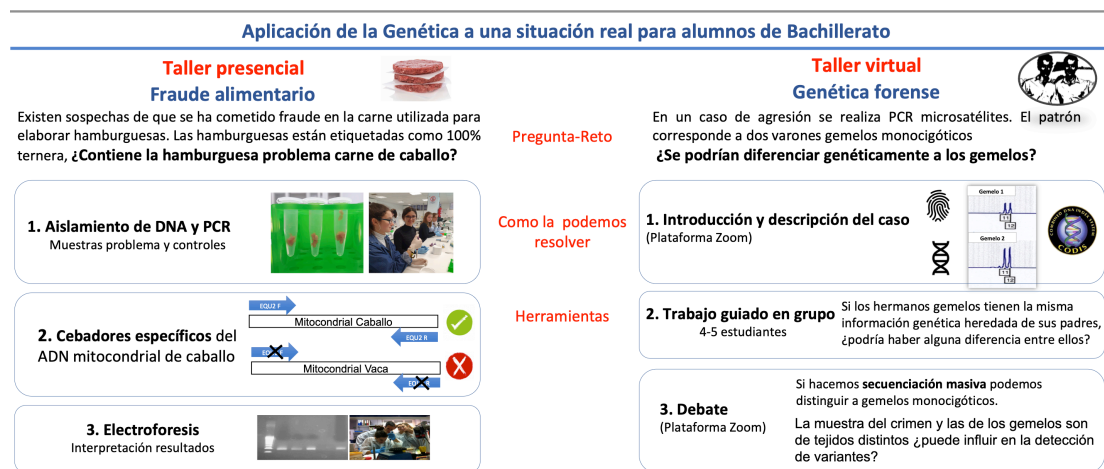 Aplicación de la Genética a una situación real para alumnos de Bachillerato
Taller presencial
Fraude alimentario
Existen sospechas de que se ha cometido fraude en la carne utilizada para
elaborar hamburguesas. Las hamburguesas están etiquetadas como 100%
ternera, ¿Contiene la hamburguesa problema carne de caballo?
1. Aislamiento de DNA y PCR
Muestras problema y controles
2. Cebadores específicos del
ADN mitocondrial de caballo
EQU2 F
Mitocondrial Caballo
EQU2 R
Mitocondrial Vaca
3. Electroforesis
Interpretación resultados
Pregunta-Reto
Como la podemos
resolver
Herramientas
Taller virtual
Genética forense
En un caso de agresión se realiza PCR microsatélites. El patrón
corresponde a dos varones gemelos monocigóticos
¿Se podrían diferenciar genéticamente a los gemelos?
1. Introducción y descripción del caso
(Plataforma Zoom)
Gemelo 1
11
12
Gemelo 2
11
12
COMBINED DNA INDEX SYSTEM
CODIS
2. Trabajo guiado en grupo
4-5 estudiantes
Si los hermanos gemelos tienen la misma
información genética heredada de sus padres,
¿podría haber alguna diferencia entre ellos?
3. Debate
(Plataforma Zoom)
Si hacemos secuenciación masiva podemos
distinguir a gemelos monocigóticos.
La muestra del crimen y las de los gemelos son
de tejidos distintos ¿puede influir en la detección
de variantes?